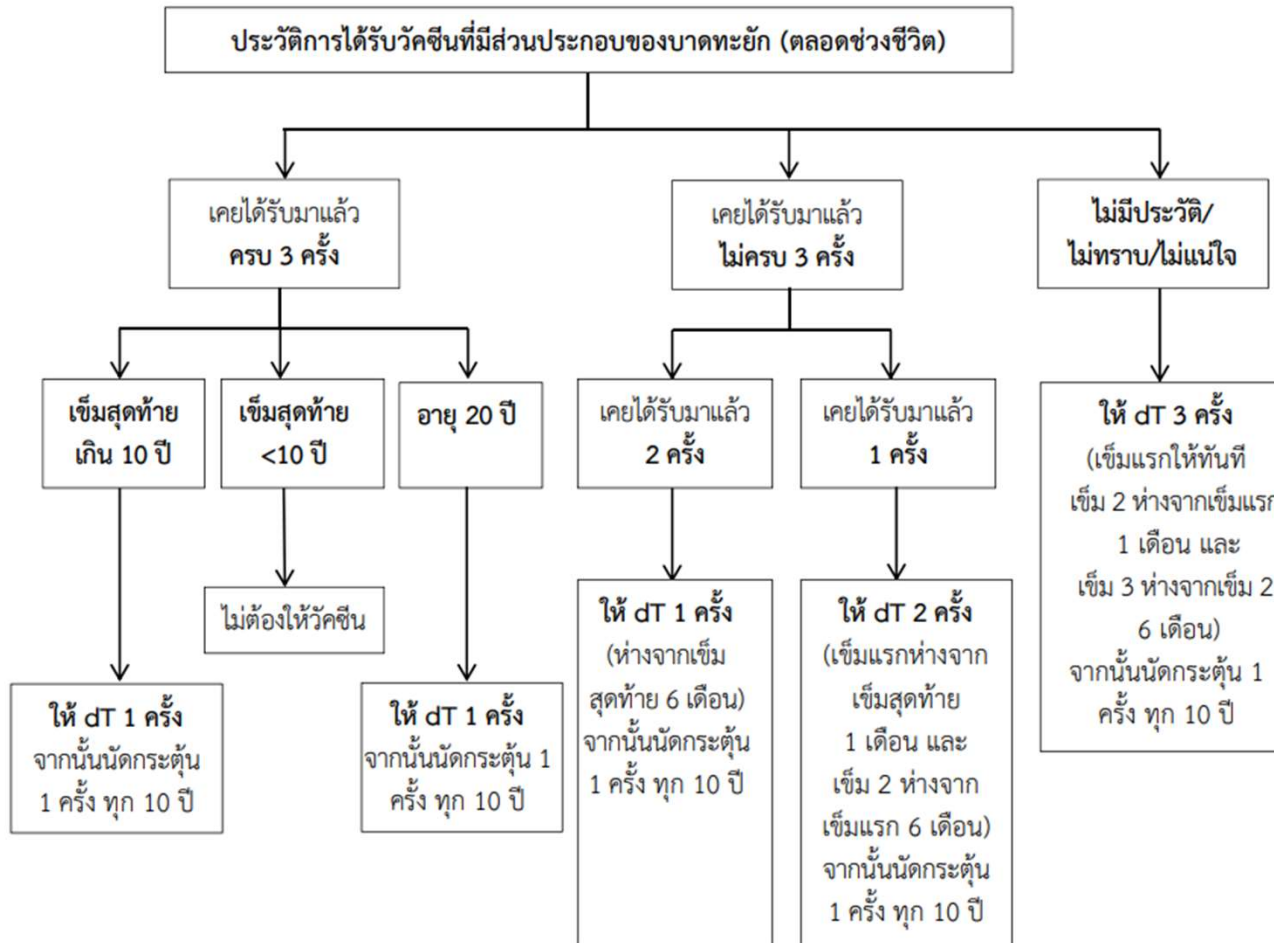 ประวัติการได้รับวัคซีนที่มีส่วนประกอบของบาดทะยัก (ตลอดช่วงชีวิต)
เคยได้รับมาแล้ว
ครบ 3 ครั้ง
เคยได้รับมาแล้ว
ไม่ครบ 3 ครั้ง
ไม่มีประวัติ/
ไม่ทราบ/ไม่แน่ใจ
เข็มสุดท้าย
เกิน 10 ปี
เข็มสุดท้าย
<10 ปี
อายุ 20 ปี
เคยได้รับมาแล้ว
2 ครั้ง
เคยได้รับมาแล้ว
1 ครั้ง
ให้ dT 3 ครั้ง
(เข็มแรกให้ทันที
เข็ม 2 ห่างจากเข็มแรก
1 เดือน และ
เข็ม 3 ห่างจากเข็ม 2
6 เดือน)
จากนั้นนัดกระตุ้น 1
ครั้ง ทุก 10 ปี
ไม่ต้องให้วัคซีน
ให้ dT 1 ครั้ง
จากนั้นนัดกระตุ้น
1 ครั้ง ทุก 10 ปี
ให้ dT 1 ครั้ง
จากนั้นนัดกระตุ้น 1
ครั้ง ทุก 10 ปี
ให้ dT 1 ครั้ง
(ห่างจากเข็ม
สุดท้าย 6 เดือน)
จากนั้นนัดกระตุ้น
1 ครั้ง ทุก 10 ปี
ให้ dT 2 ครั้ง
(เข็มแรกห่างจาก
เข็มสุดท้าย
1 เดือน และ
เข็ม 2 ห่างจาก
เข็มแรก 6 เดือน)
จากนั้นนัดกระตุ้น
1 ครั้ง ทุก 10 ปี